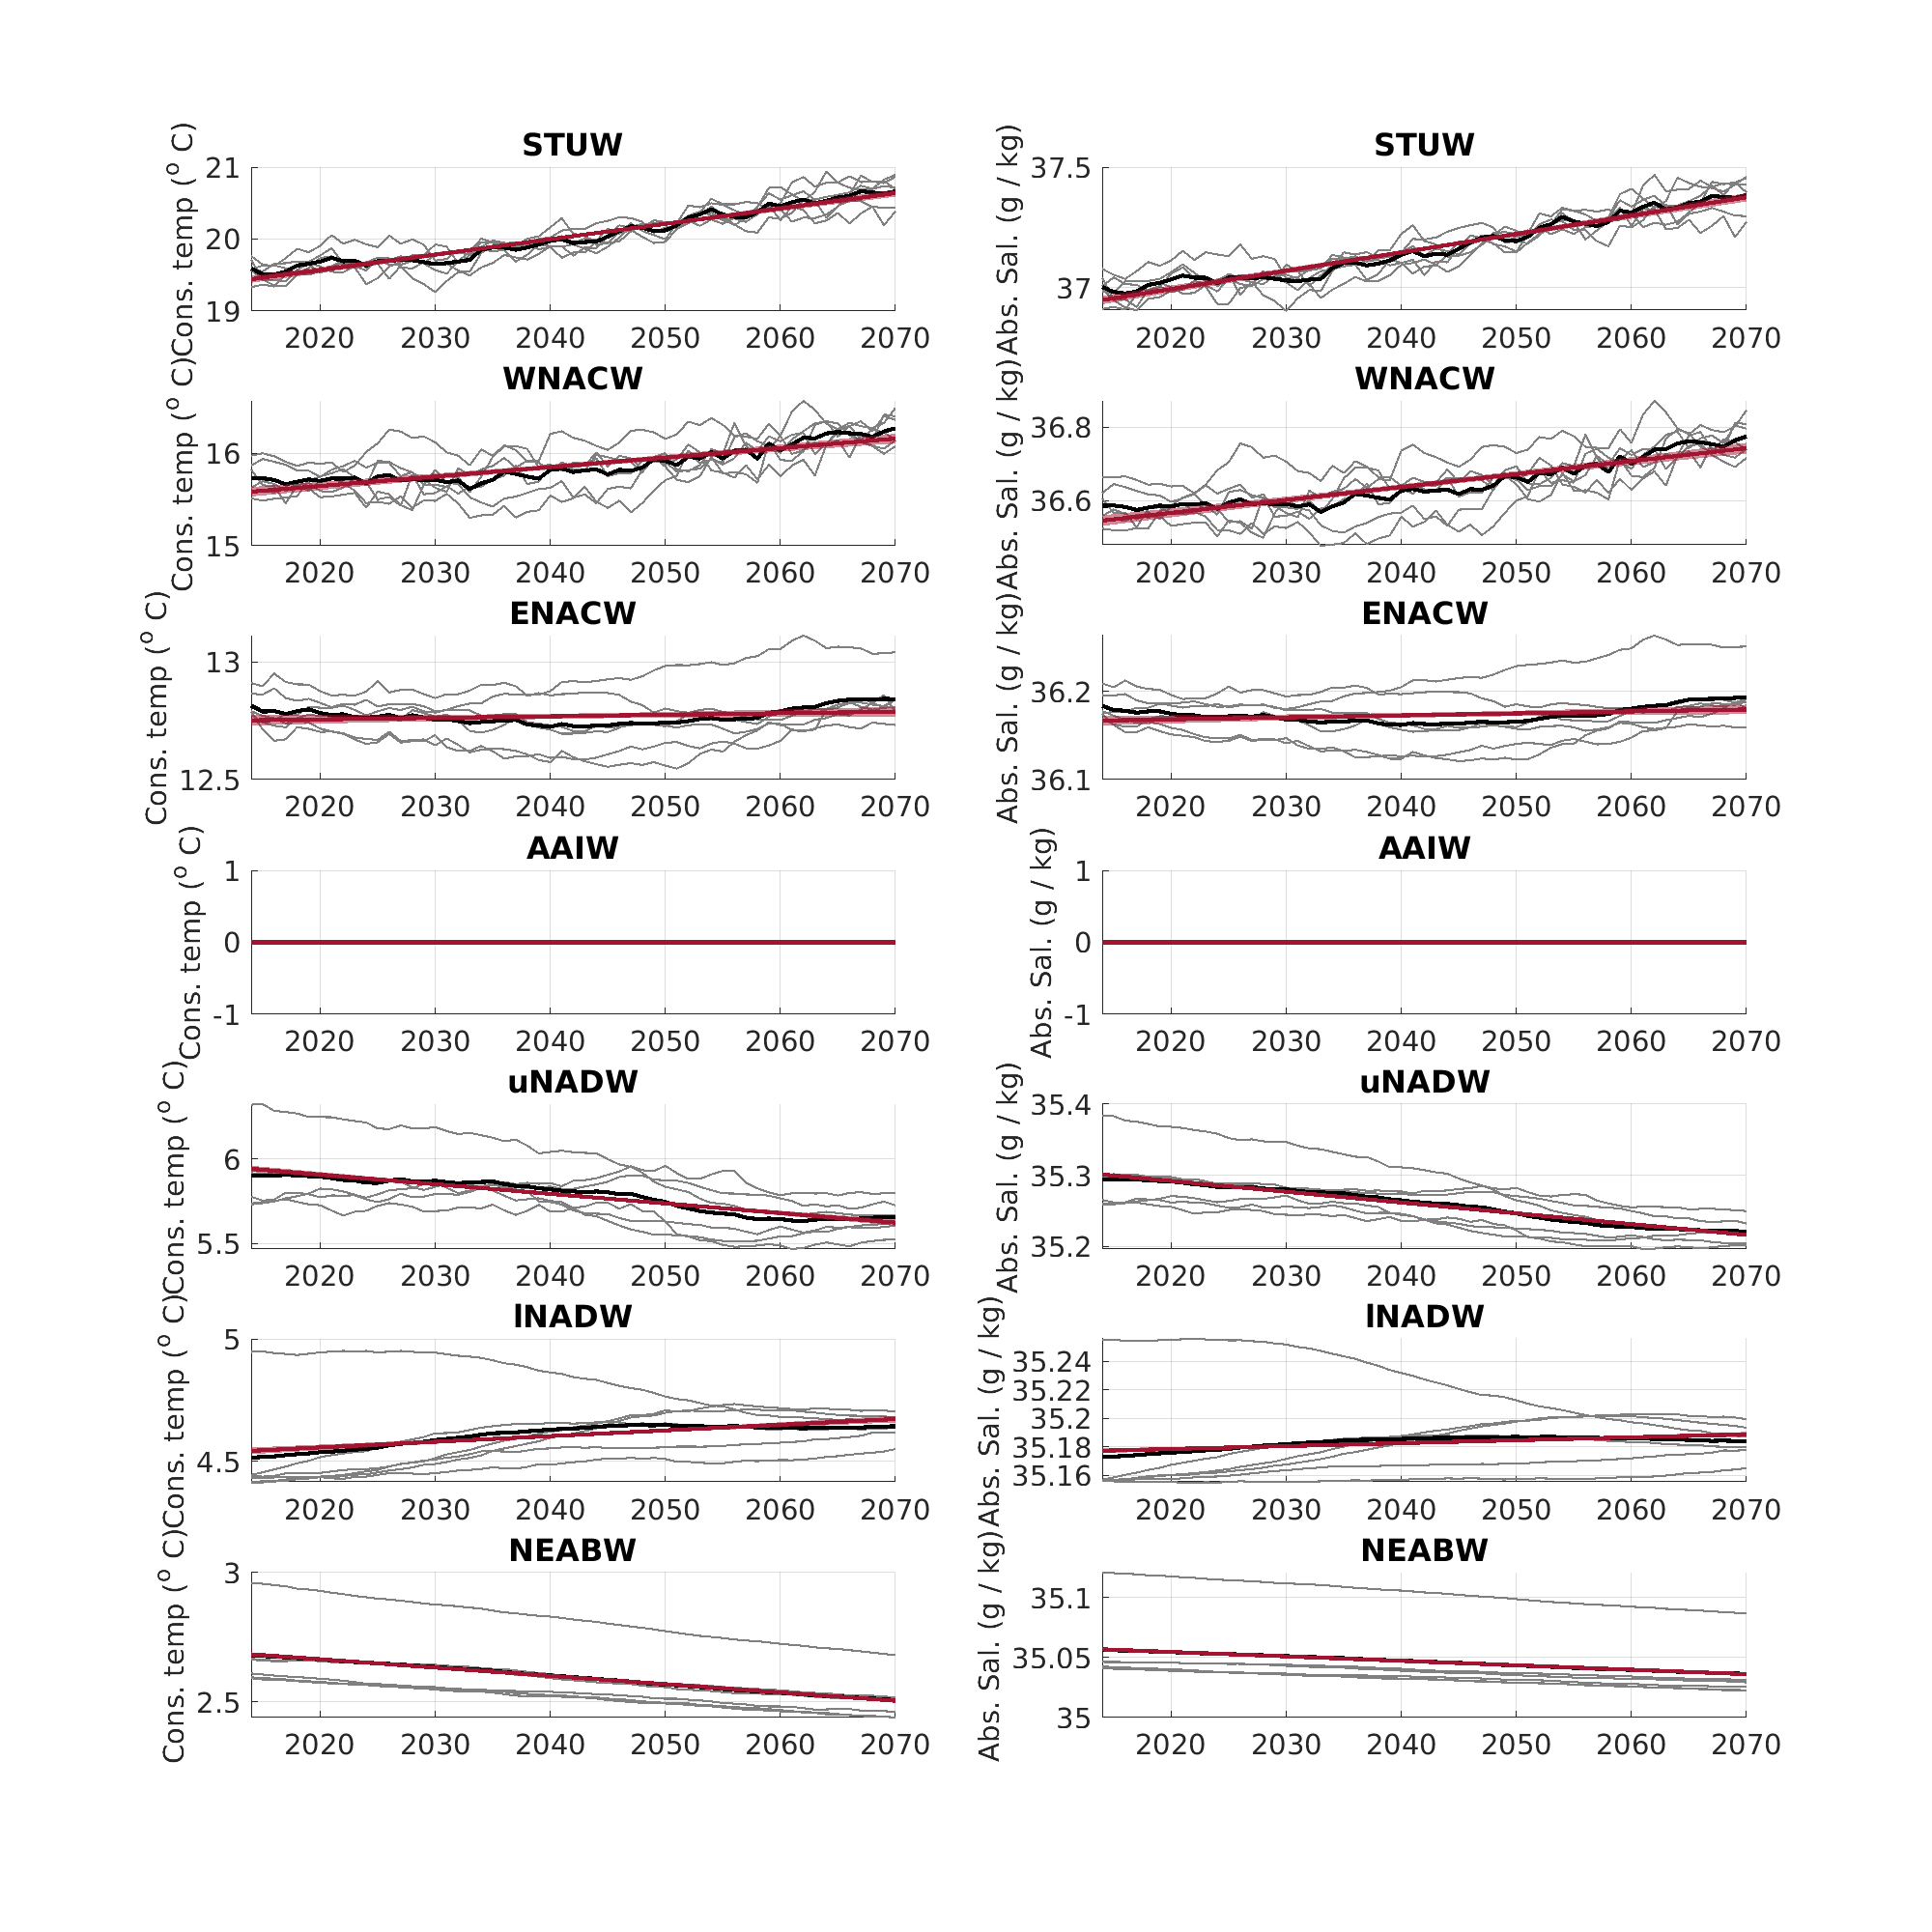 STUW
Cons. temp (º C)
21
20
19
2020 2030 2040 2050 2060 2070
STUW
Abs. Sal. (g / kg)
37.5
37
2020 2030 2040 2050 2060 2070
WNACW
Cons. temp (º C)
16
15
2020 2030 2040 2050 2060 2070
WNACW
Abs. Sal. (g / kg)
36.8
36.6
2020 2030 2040 2050 2060 2070
ENACW
Cons. temp (º C)
13
12.5
2020 2030 2040 2050 2060 2070
ENACW
Abs. Sal. (g / kg)
36.2
36.1
2020 2030 2040 2050 2060 2070
AAIW
Cons. temp (º C)
1
0
-1
2020 2030 2040 2050 2060 2070
AAIW
Abs. Sal. (g / kg)
1
0
-1
2020 2030 2040 2050 2060 2070
uNADW
Cons. temp (º C)
6
5.5
2020 2030 2040 2050 2060 2070
uNADW
Abs. Sal. (g / kg)
35.4
35.3
35.2
2020 2030 2040 2050 2060 2070
lNADW
Cons. temp (º C)
5
4.5
2020 2030 2040 2050 2060 2070
lNADW
Abs. Sal. (g / kg)
35.24
35.22
35.2
35.18
35.16
2020 2030 2040 2050 2060 2070
NEABW
Cons. temp (º C)
3
2.5
2020 2030 2040 2050 2060 2070
NEABW
Abs. Sal. (g / kg)
35.1
35.05
35
2020 2030 2040 2050 2060 2070